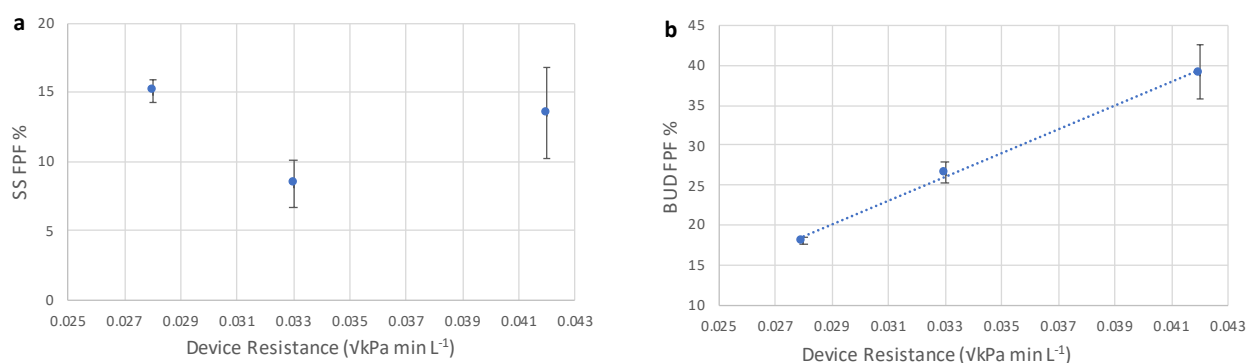 a
20
15
10
5
0
SS FPF %
0.025 0.027 0.029 0.031 0.033 0.035 0.037 0.039 0.041 0.043
Device Resistance (√kPa min L⁻¹)
b
45
40
35
30
25
20
15
10
BUD FPF %
0.025 0.027 0.029 0.031 0.033 0.035 0.037 0.039 0.041 0.043
Device Resistance (√kPa min L⁻¹)